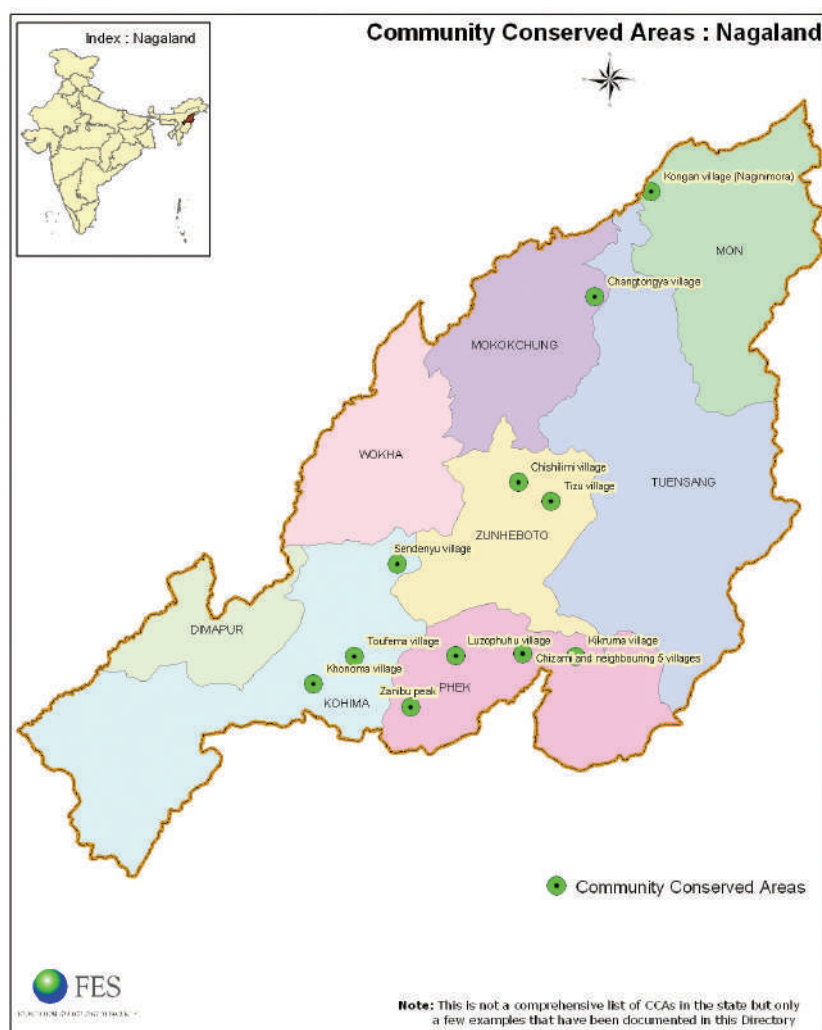 Index : Nagaland
Community Conserved Areas : Nagaland
Kongan village (Naginimora)
MON
Changtongya village
MOKOKCHUNG
WOKHA
Chishilimi village
Tizu village
TUENSANG
ZUNHEBOTO
Sendenyu village
DIMAPUR
Toufema village
Luzophuhu village
Kikruma village
Khonoma village
Chizami and neighbouring 5 villages
Zanibu peak
PHEK
KOHIMA
Community Conserved Areas
FES
Note: This is not a comprehensive list of CCAs in the state but only
a few examples that have been documented in this Directory